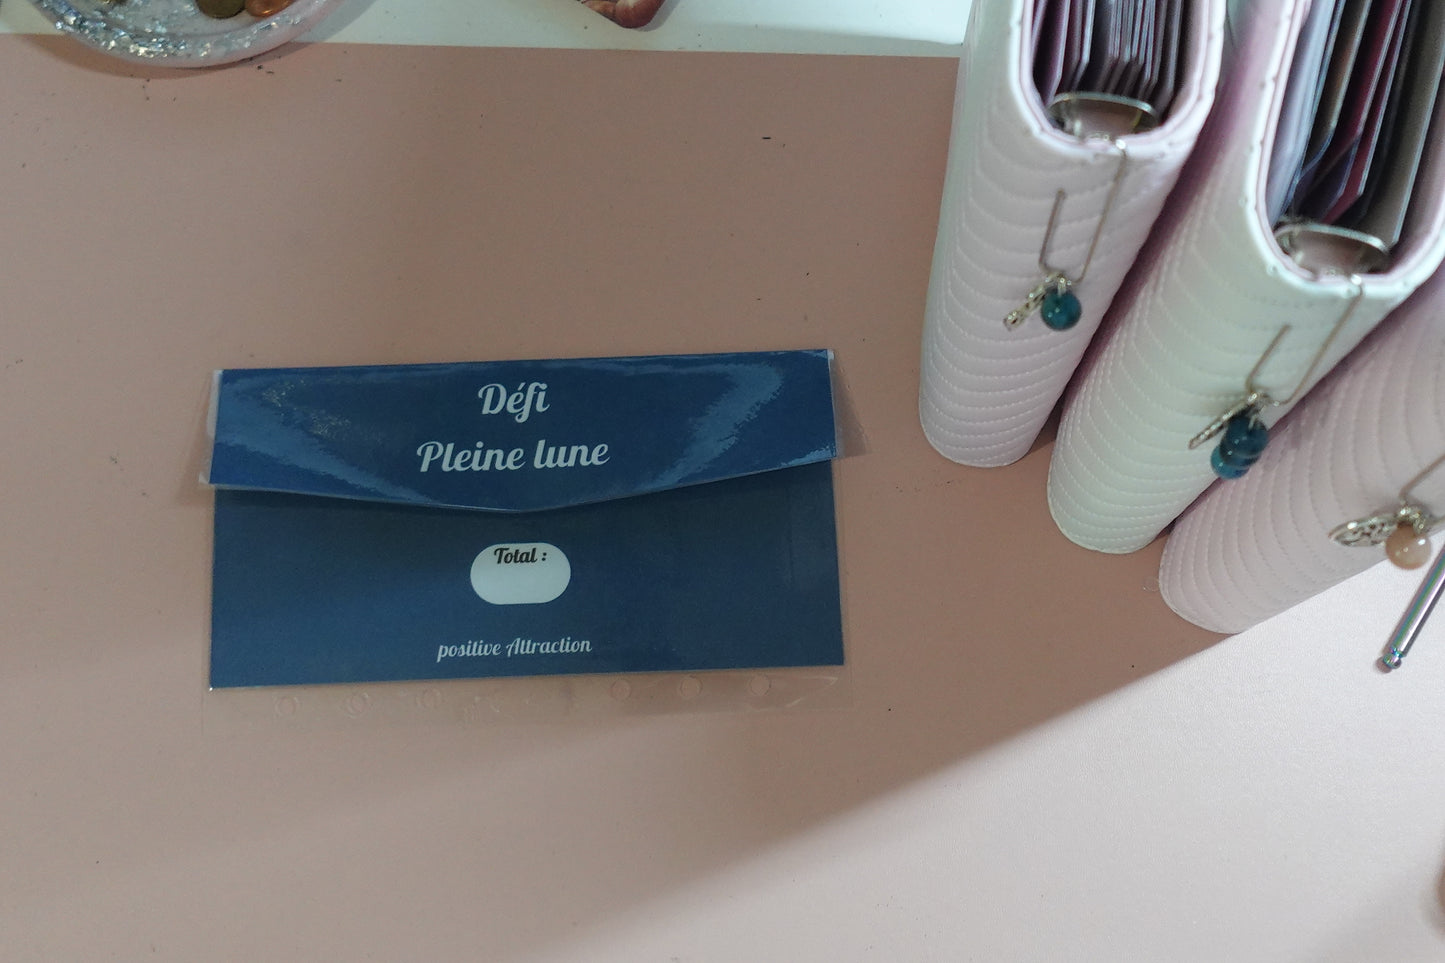 Défi
Pleine lune
Total :
positive Attraction